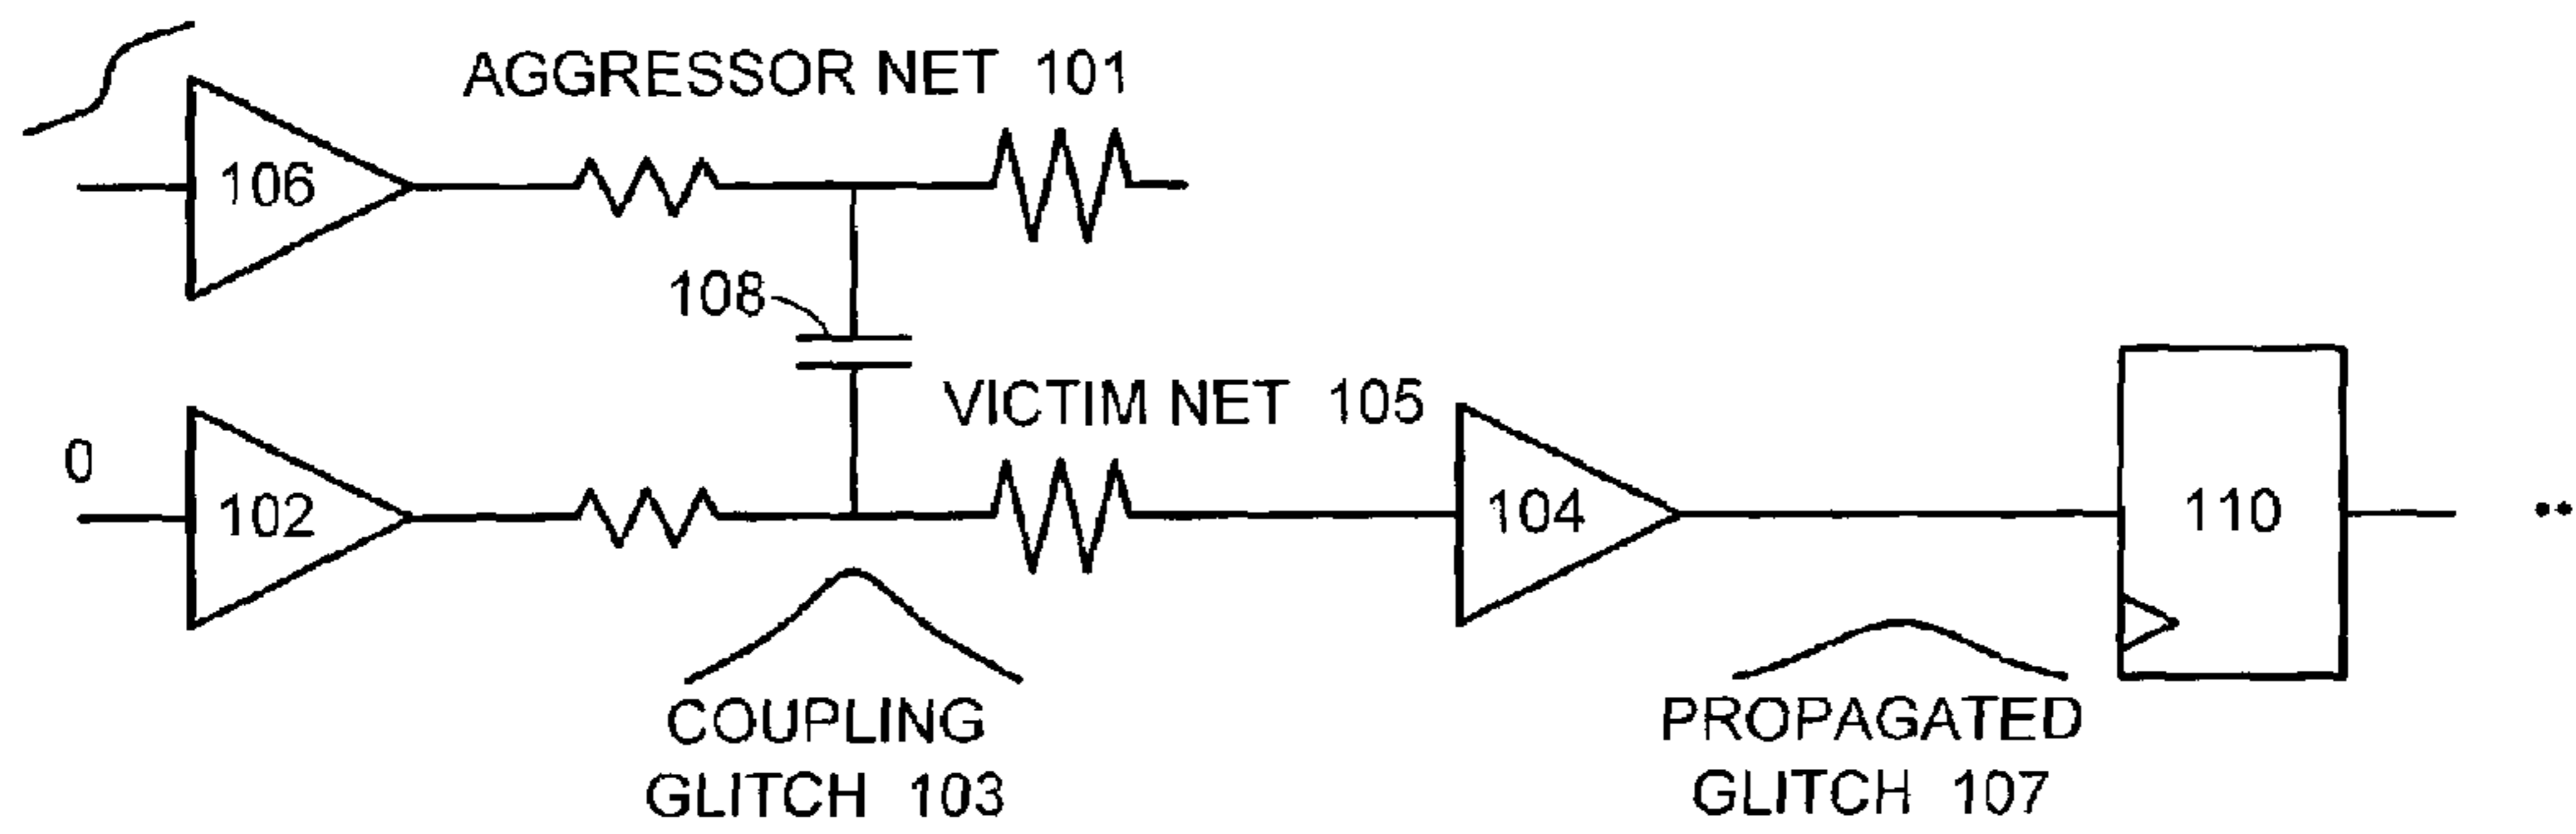 AGGRESSOR NET 101
106
108
VICTIM NET 105
0
102
104
110
COUPLING
GLITCH 103
PROPAGATED
GLITCH 107